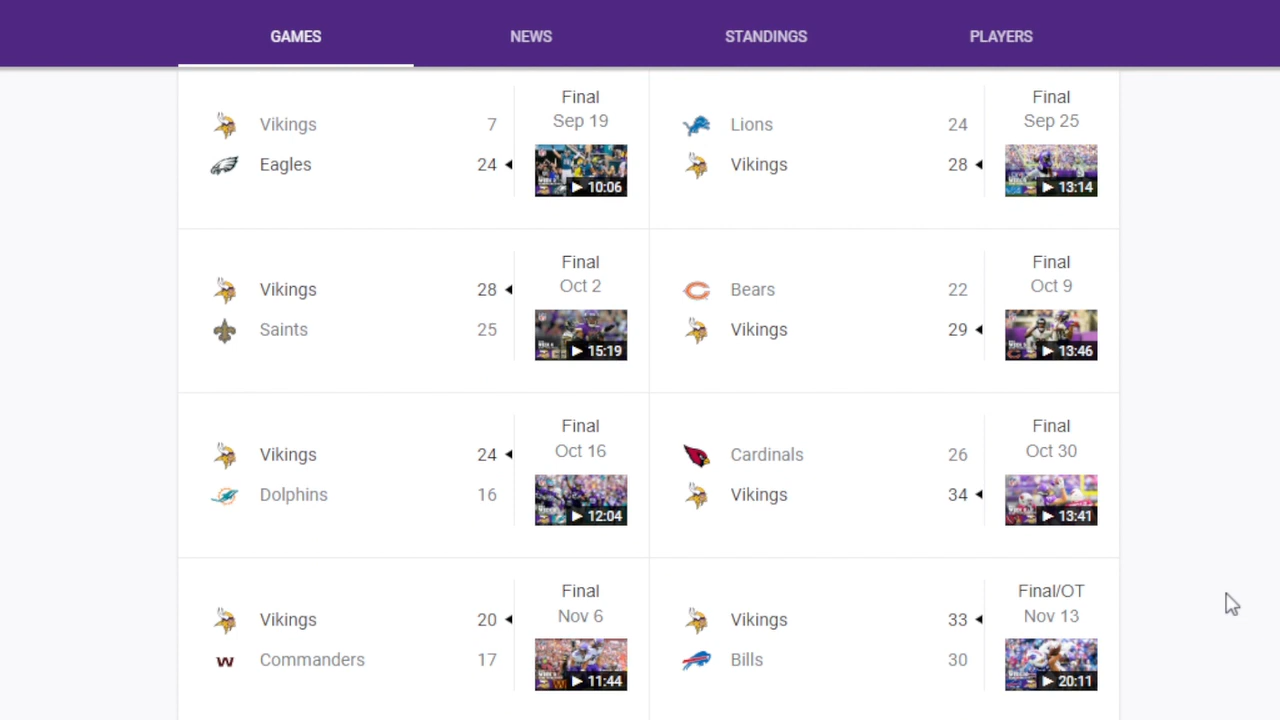 GAMES NEWS STANDINGS PLAYERS
Final
Sep 19
Vikings 7
Eagles 24
10:06
Final
Sep 25
Lions 24
Vikings 28
13:14
Final
Oct 2
Vikings 28
Saints 25
15:19
Final
Oct 9
Bears 22
Vikings 29
13:46
Final
Oct 16
Vikings 24
Dolphins 16
12:04
Final
Oct 30
Cardinals 26
Vikings 34
13:41
Final
Nov 6
Vikings 20
W Commanders 17
11:44
Final/OT
Nov 13
Vikings 33
Bills 30
20:11